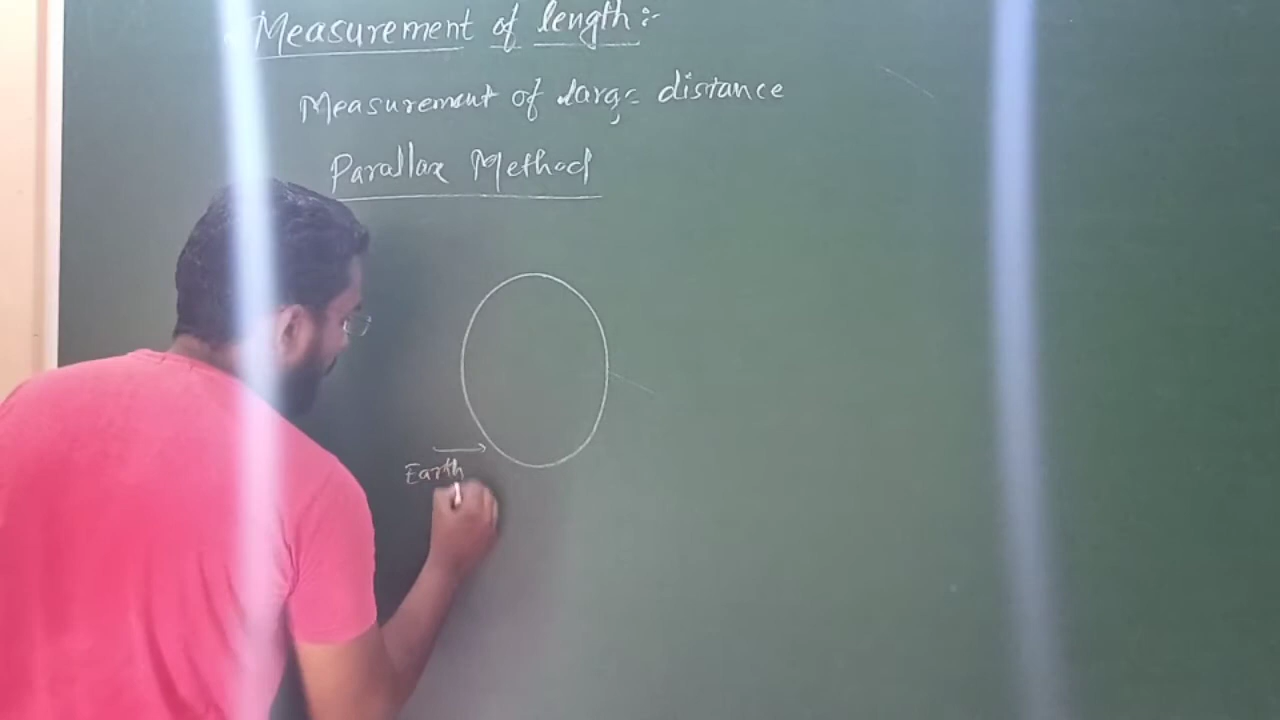 Measurement of length:-
Measurement of large distance
Parallax Method
Earth